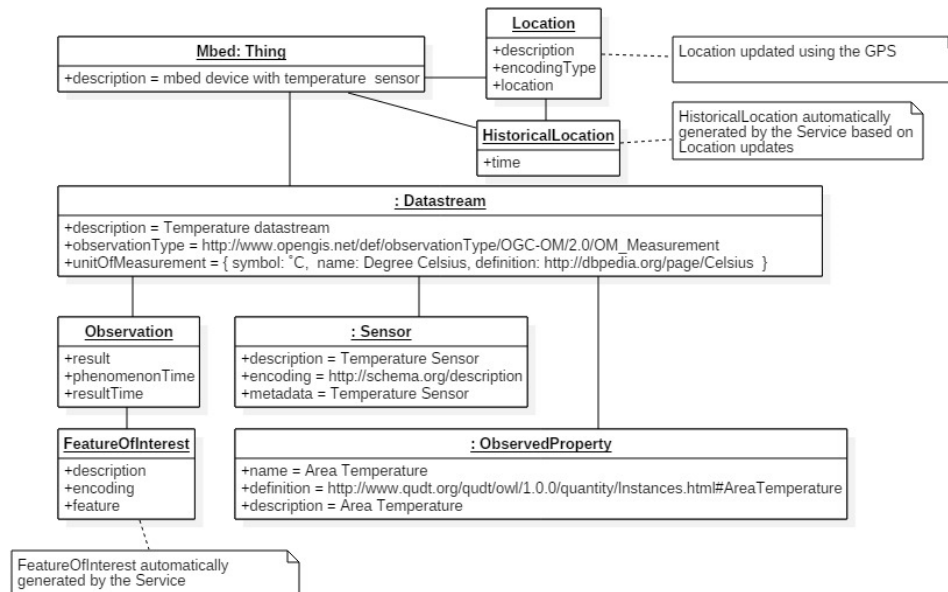 Mbed: Thing
+description = mbed device with temperature  sensor
Location
+description
+encodingType
+location
Location updated using the GPS
HistoricalLocation
+time
HistoricalLocation automatically
generated by the Service based on
Location updates
: Datastream
+description = Temperature datastream
+observationType = http://www.opengis.net/def/observationType/OGC-OM/2.0/OM_Measurement
+unitOfMeasurement = { symbol: ˚C,  name: Degree Celsius, definition: http://dbpedia.org/page/Celsius  }
Observation
+result
+phenomenonTime
+resultTime
: Sensor
+description = Temperature Sensor
+encoding = http://schema.org/description
+metadata = Temperature Sensor
FeatureOfInterest
+description
+encoding
+feature
: ObservedProperty
+name = Area Temperature
+definition = http://www.qudt.org/qudt/owl/1.0.0/quantity/Instances.html#AreaTemperature
+description = Area Temperature
FeatureOfInterest automatically
generated by the Service